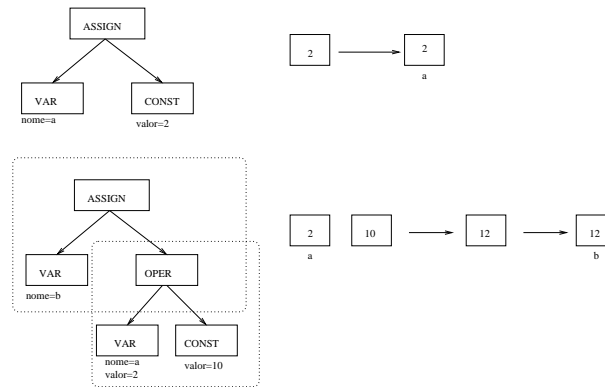 ASSIGN
VAR
nome=a
CONST
valor=2
2
2
a
ASSIGN
VAR
nome=b
OPER
VAR
nome=a
valor=2
CONST
valor=10
2
a
10
12
12
b